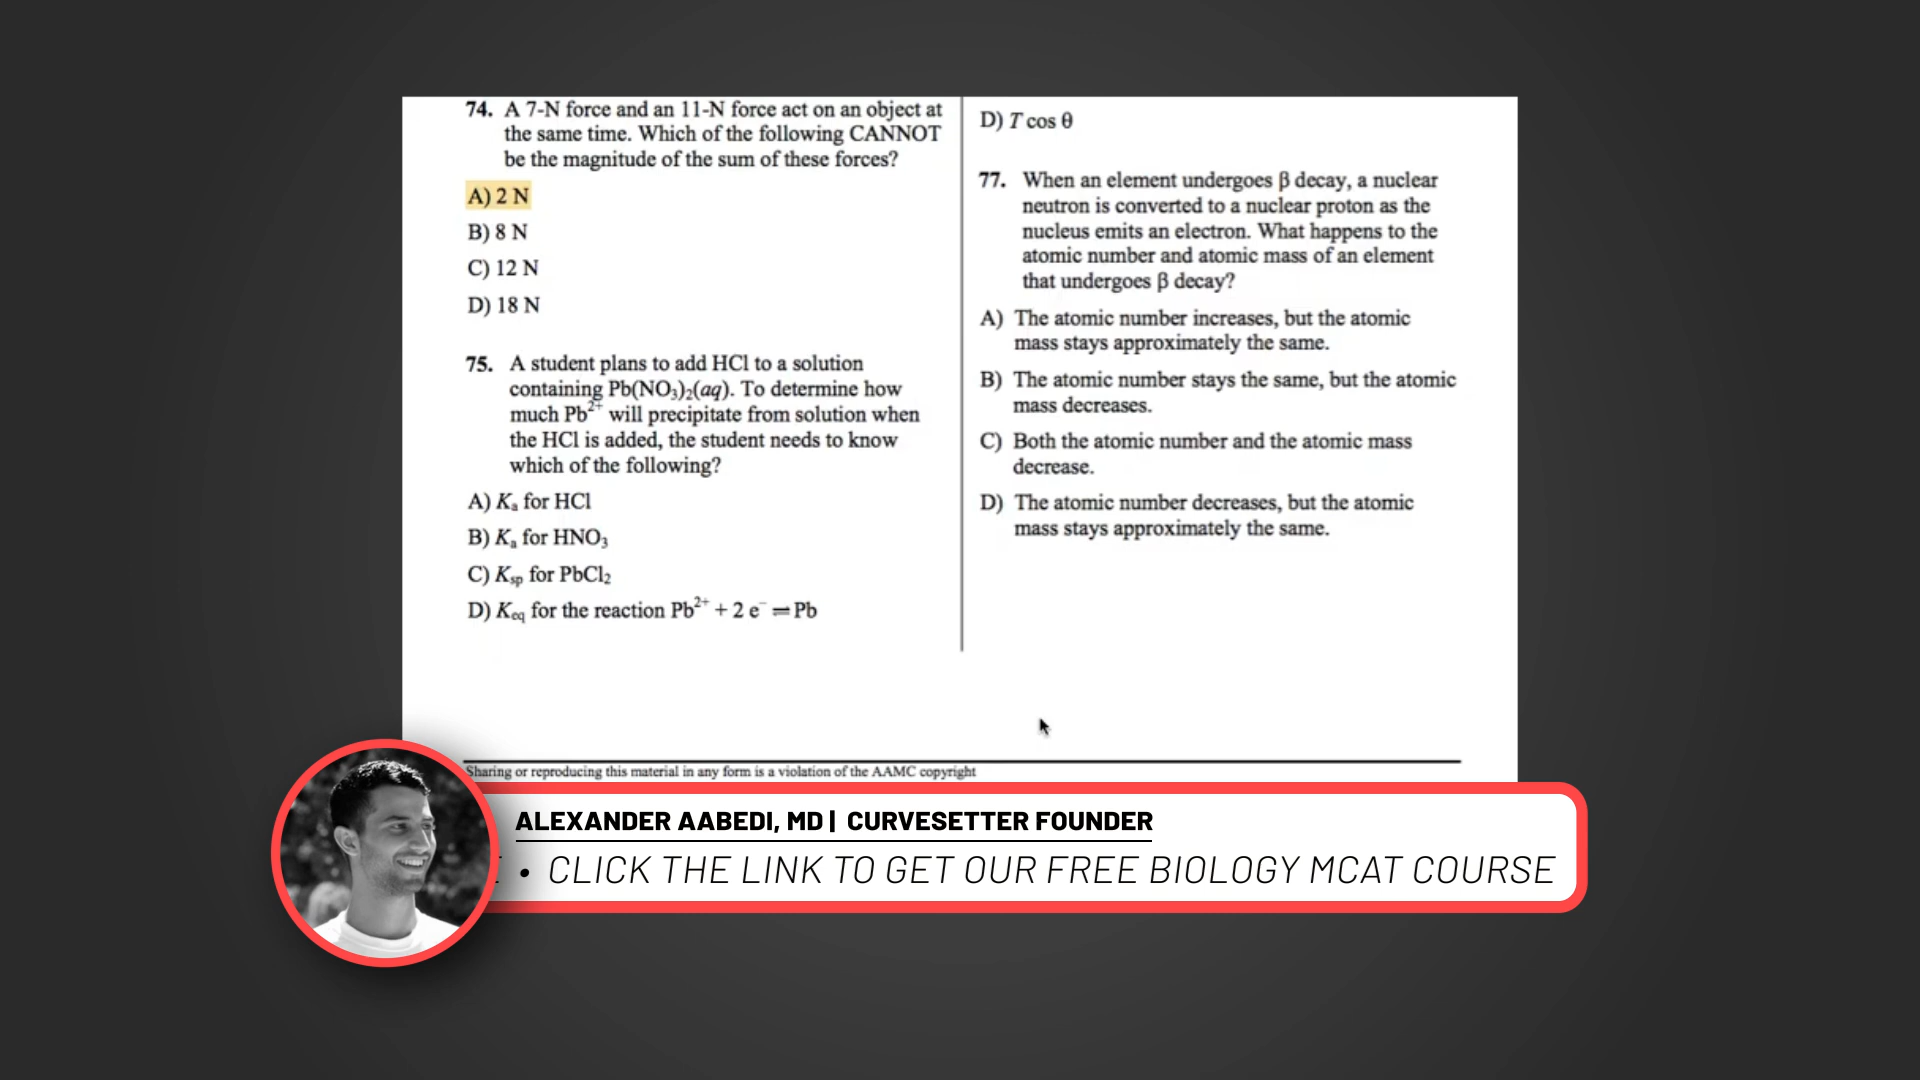 74. A 7-N force and an 11-N force act on an object at
the same time. Which of the following CANNOT
be the magnitude of the sum of these forces?
A) 2 N
B) 8 N
C) 12 N
D) 18 N
75. A student plans to add HCl to a solution
containing Pb(NO₃)₂(aq). To determine how
much Pb²⁺ will precipitate from solution when
the HCl is added, the student needs to know
which of the following?
A) Kₐ for HCl
B) Kₐ for HNO₃
C) Kₛₚ for PbCl₂
D) K_eq for the reaction Pb²⁺ + 2 e⁻ ⇌ Pb
D) T cos θ
77. When an element undergoes β decay, a nuclear
neutron is converted to a nuclear proton as the
nucleus emits an electron. What happens to the
atomic number and atomic mass of an element
that undergoes β decay?
A) The atomic number increases, but the atomic
mass stays approximately the same.
B) The atomic number stays the same, but the atomic
mass decreases.
C) Both the atomic number and the atomic mass
decrease.
D) The atomic number decreases, but the atomic
mass stays approximately the same.
Sharing or reproducing this material in any form is a violation of the AAMC copyright
ALEXANDER AABEDI, MD | CURVESETTER FOUNDER
• CLICK THE LINK TO GET OUR FREE BIOLOGY MCAT COURSE